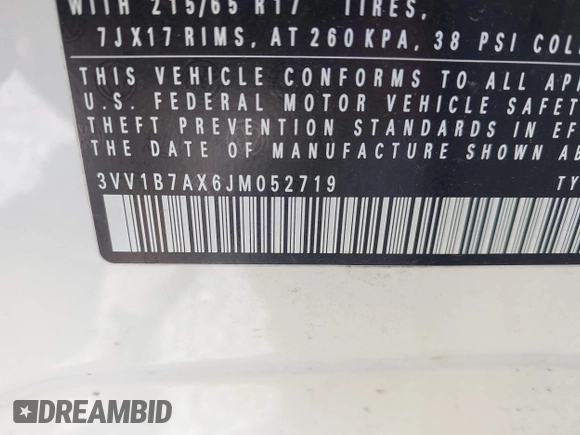 WITH 215/65 R17 TIRES,
7JX17 RIMS, AT 260 KPA, 38 PSI COL
THIS VEHICLE CONFORMS TO ALL AP
U.S. FEDERAL MOTOR VEHICLE SAFET
THEFT PREVENTION STANDARDS IN EF
THE DATE OF MANUFACTURE SHOWN AB
3VV1B7AX6JM052719 TY
DREAMBID